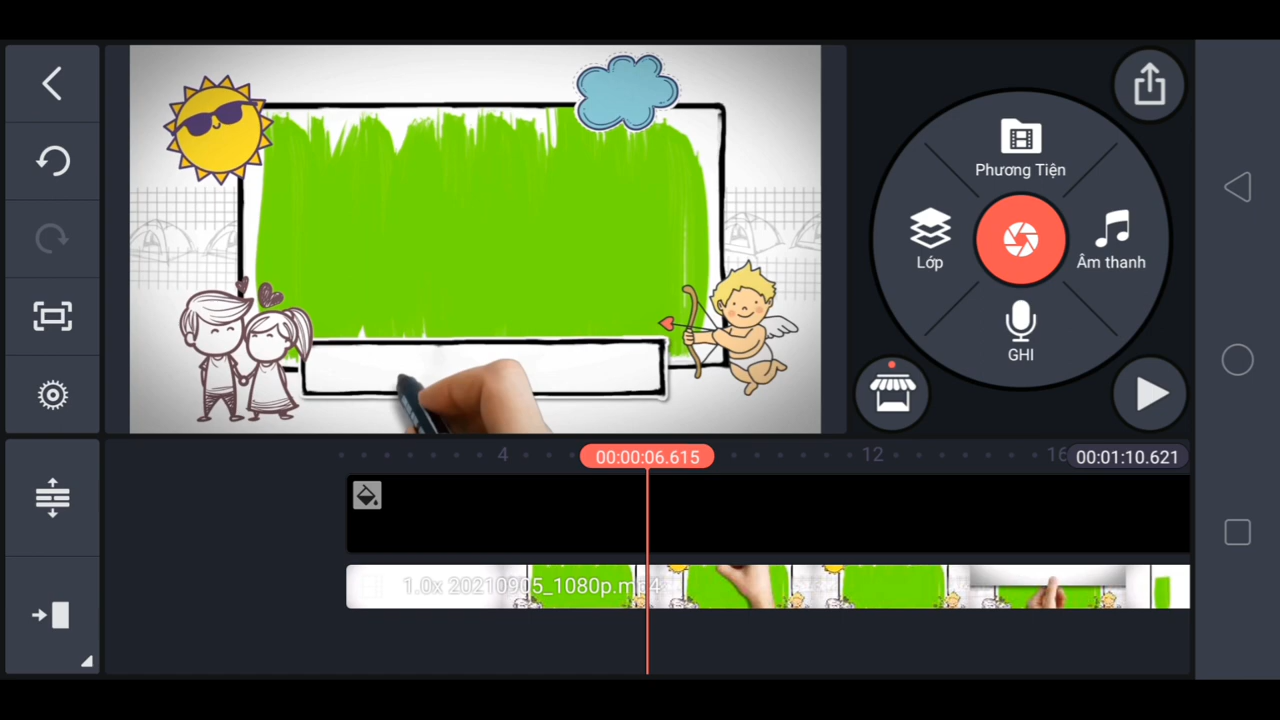 Phương Tiện
Lớp
Âm thanh
GHI
4
00:00:06.615
12
16
00:01:10.621
1.0x 20210905_1080p.mp4